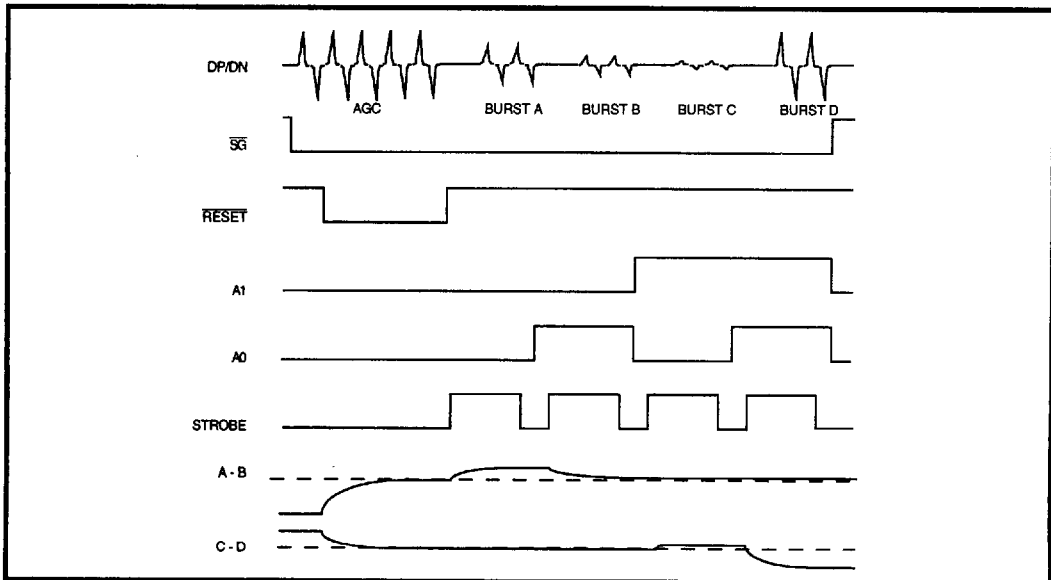 DP/DN
AGC BURST A BURST B BURST C BURST D
SG
RESET
A1
A0
STROBE
A - B
C - D